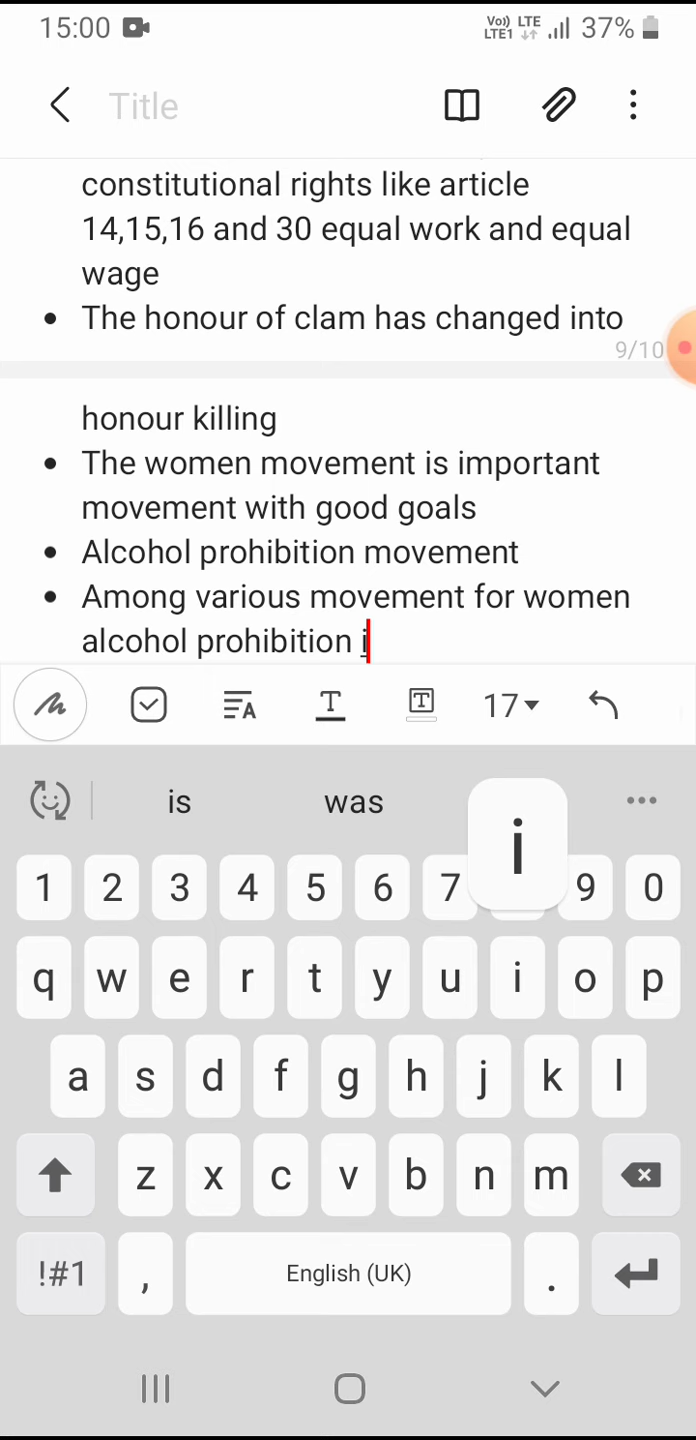 15:00 Vo)) LTE LTE1 37%
Title
constitutional rights like article
14,15,16 and 30 equal work and equal
wage
• The honour of clam has changed into
9/10
honour killing
• The women movement is important
movement with good goals
• Alcohol prohibition movement
• Among various movement for women
alcohol prohibition i
17
is was i
1 2 3 4 5 6 7 9 0
q w e r t y u i o p
a s d f g h j k l
z x c v b n m
!#1 , English (UK) .